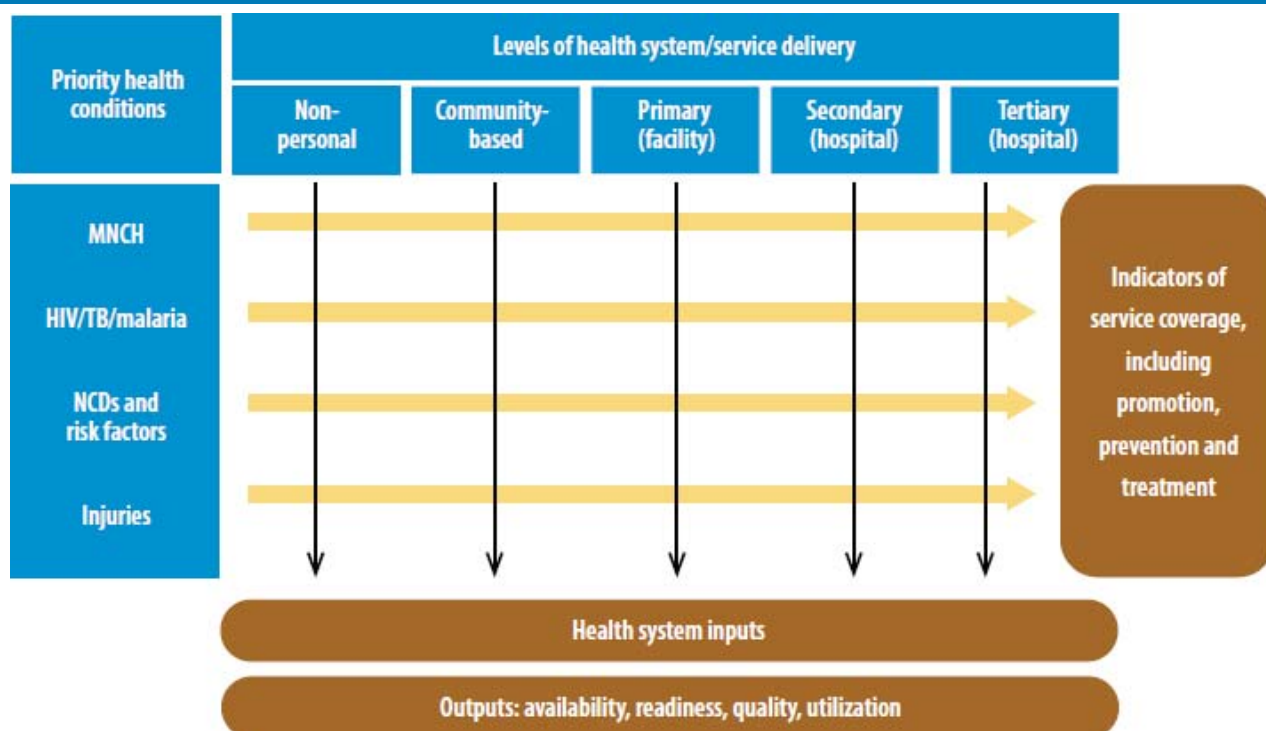 Priority health
conditions
Levels of health system/service delivery
Non-
personal
Community-
based
Primary
(facility)
Secondary
(hospital)
Tertiary
(hospital)
MNCH
HIV/TB/malaria
NCDs and
risk factors
Injuries
Indicators of
service coverage,
including
promotion,
prevention and
treatment
Health system inputs
Outputs: availability, readiness, quality, utilization